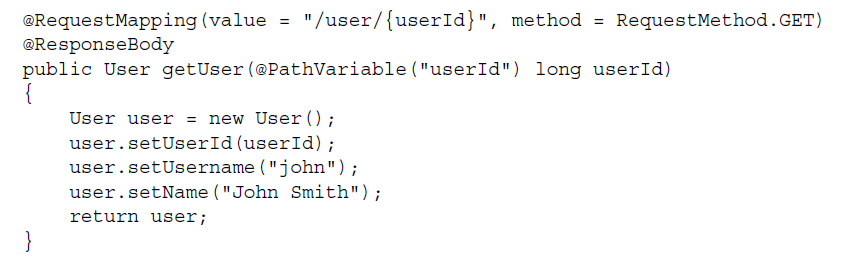 @RequestMapping(value = "/user/{userId}", method = RequestMethod.GET)
@ResponseBody
public User getUser(@PathVariable("userId") long userId)
{
    User user = new User();
    user.setUserId(userId);
    user.setUsername("john");
    user.setName("John Smith");
    return user;
}